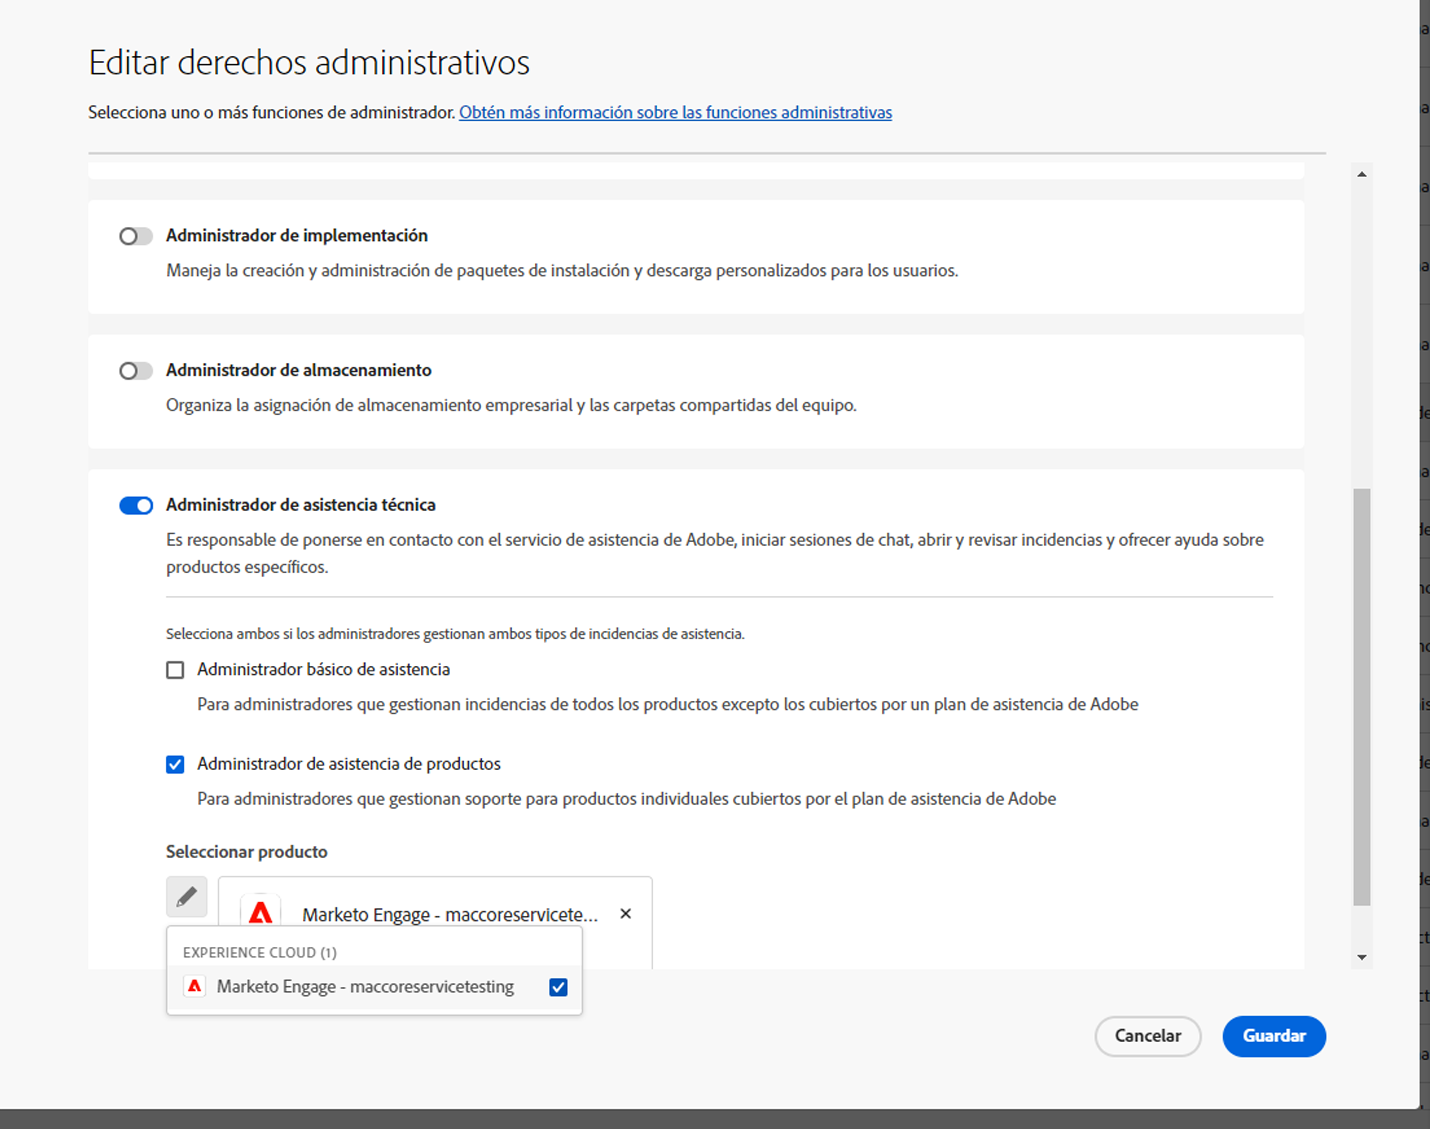 Editar derechos administrativos
Selecciona uno o más funciones de administrador. Obtén más información sobre las funciones administrativas
Administrador de implementación
Maneja la creación y administración de paquetes de instalación y descarga personalizados para los usuarios.
Administrador de almacenamiento
Organiza la asignación de almacenamiento empresarial y las carpetas compartidas del equipo.
Administrador de asistencia técnica
Es responsable de ponerse en contacto con el servicio de asistencia de Adobe, iniciar sesiones de chat, abrir y revisar incidencias y ofrecer ayuda sobre
productos específicos.
Selecciona ambos si los administradores gestionan ambos tipos de incidencias de asistencia.
Administrador básico de asistencia
Para administradores que gestionan incidencias de todos los productos excepto los cubiertos por un plan de asistencia de Adobe
Administrador de asistencia de productos
Para administradores que gestionan soporte para productos individuales cubiertos por el plan de asistencia de Adobe
Seleccionar producto
Marketo Engage - maccoreservicete...
EXPERIENCE CLOUD (1)
Marketo Engage - maccoreservicetesting
Cancelar
Guardar